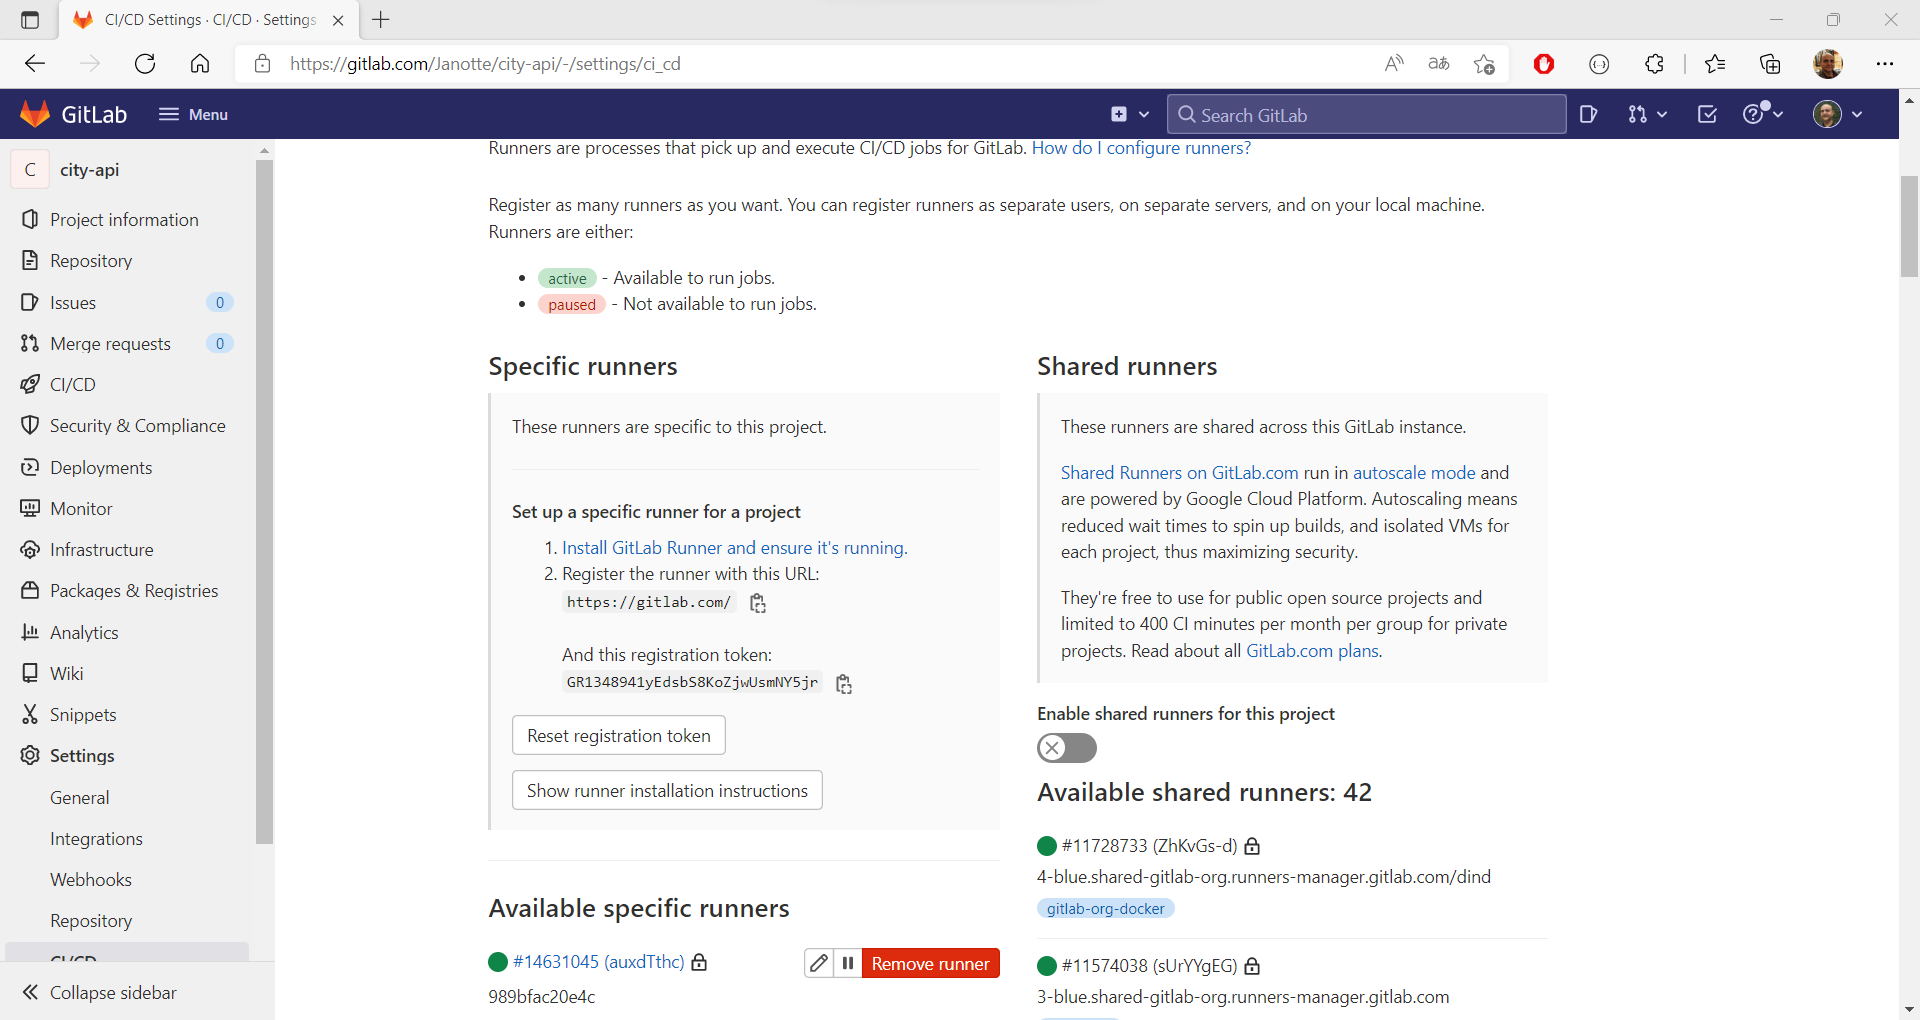 CI/CD Settings · CI/CD · Settings
https://gitlab.com/Janotte/city-api/-/settings/ci_cd
GitLab
Menu
Search GitLab
C
city-api
Project information
Repository
Issues 0
Merge requests 0
CI/CD
Security & Compliance
Deployments
Monitor
Infrastructure
Packages & Registries
Analytics
Wiki
Snippets
Settings
General
Integrations
Webhooks
Repository
CI/CD
Collapse sidebar
Runners are processes that pick up and execute CI/CD jobs for GitLab. How do I configure runners?
Register as many runners as you want. You can register runners as separate users, on separate servers, and on your local machine.
Runners are either:
active - Available to run jobs.
paused - Not available to run jobs.
Specific runners
These runners are specific to this project.
Set up a specific runner for a project
1. Install GitLab Runner and ensure it's running.
2. Register the runner with this URL:
https://gitlab.com/
And this registration token:
GR1348941yEdsbS8KoZjwUsmNY5jr
Reset registration token
Show runner installation instructions
Available specific runners
#14631045 (auxdTthc)
Remove runner
989bfac20e4c
Shared runners
These runners are shared across this GitLab instance.
Shared Runners on GitLab.com run in autoscale mode and
are powered by Google Cloud Platform. Autoscaling means
reduced wait times to spin up builds, and isolated VMs for
each project, thus maximizing security.
They're free to use for public open source projects and
limited to 400 CI minutes per month per group for private
projects. Read about all GitLab.com plans.
Enable shared runners for this project
Available shared runners: 42
#11728733 (ZhKvGs-d)
4-blue.shared-gitlab-org.runners-manager.gitlab.com/dind
gitlab-org-docker
#11574038 (sUrYYgEG)
3-blue.shared-gitlab-org.runners-manager.gitlab.com